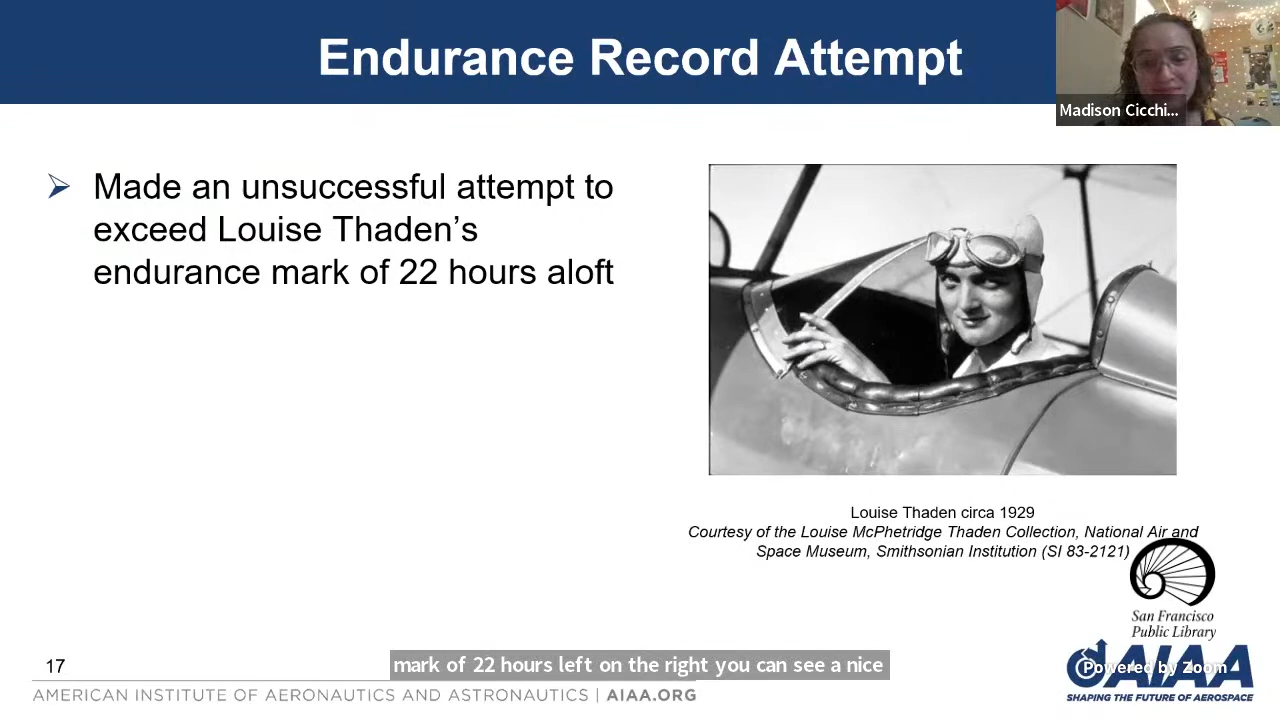 Endurance Record Attempt
Madison Cicchi...
Made an unsuccessful attempt to
exceed Louise Thaden's
endurance mark of 22 hours aloft
Louise Thaden circa 1929
Courtesy of the Louise McPhetridge Thaden Collection, National Air and
Space Museum, Smithsonian Institution (SI 83-2121)
San Francisco
Public Library
mark of 22 hours left on the right you can see a nice
17
Powered by Zoom
AIAA
SHAPING THE FUTURE OF AEROSPACE
AMERICAN INSTITUTE OF AERONAUTICS AND ASTRONAUTICS | AIAA.ORG